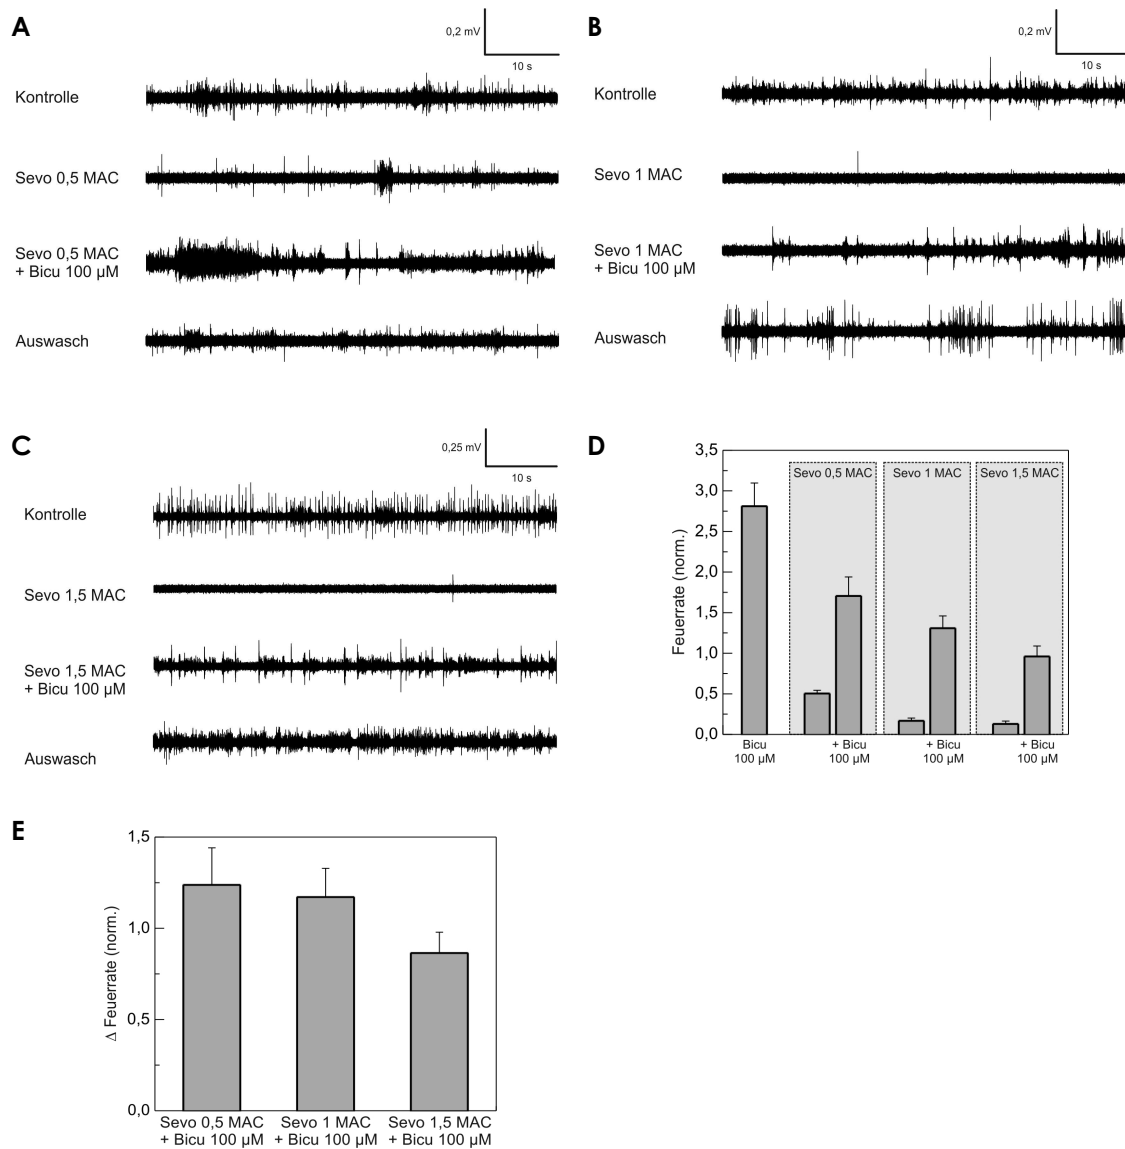 A
0,2 mV
10 s
Kontrolle
Sevo 0,5 MAC
Sevo 0,5 MAC
+ Bicu 100 µM
Auswasch
B
0,2 mV
10 s
Kontrolle
Sevo 1 MAC
Sevo 1 MAC
+ Bicu 100 µM
Auswasch
C
0,25 mV
10 s
Kontrolle
Sevo 1,5 MAC
Sevo 1,5 MAC
+ Bicu 100 µM
Auswasch
D
Feuerrate (norm.)
3,5
3,0
2,5
2,0
1,5
1,0
0,5
0,0
Sevo 0,5 MAC
Sevo 1 MAC
Sevo 1,5 MAC
Bicu
100 µM
+ Bicu
100 µM
+ Bicu
100 µM
+ Bicu
100 µM
E
Δ Feuerrate (norm.)
1,5
1,0
0,5
0,0
Sevo 0,5 MAC
+ Bicu 100 µM
Sevo 1 MAC
+ Bicu 100 µM
Sevo 1,5 MAC
+ Bicu 100 µM